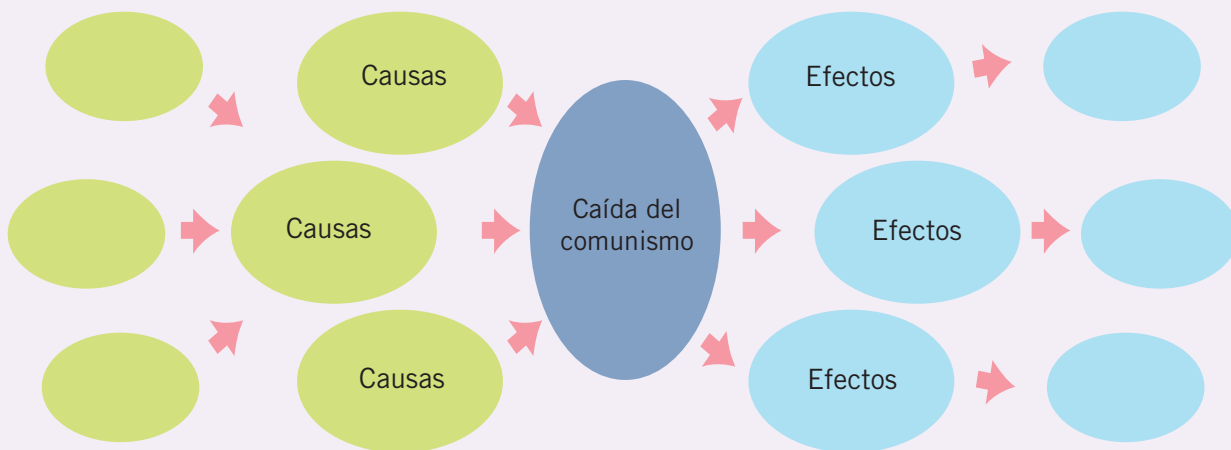 Causas
Efectos
Causas
Caída del
comunismo
Efectos
Causas
Efectos